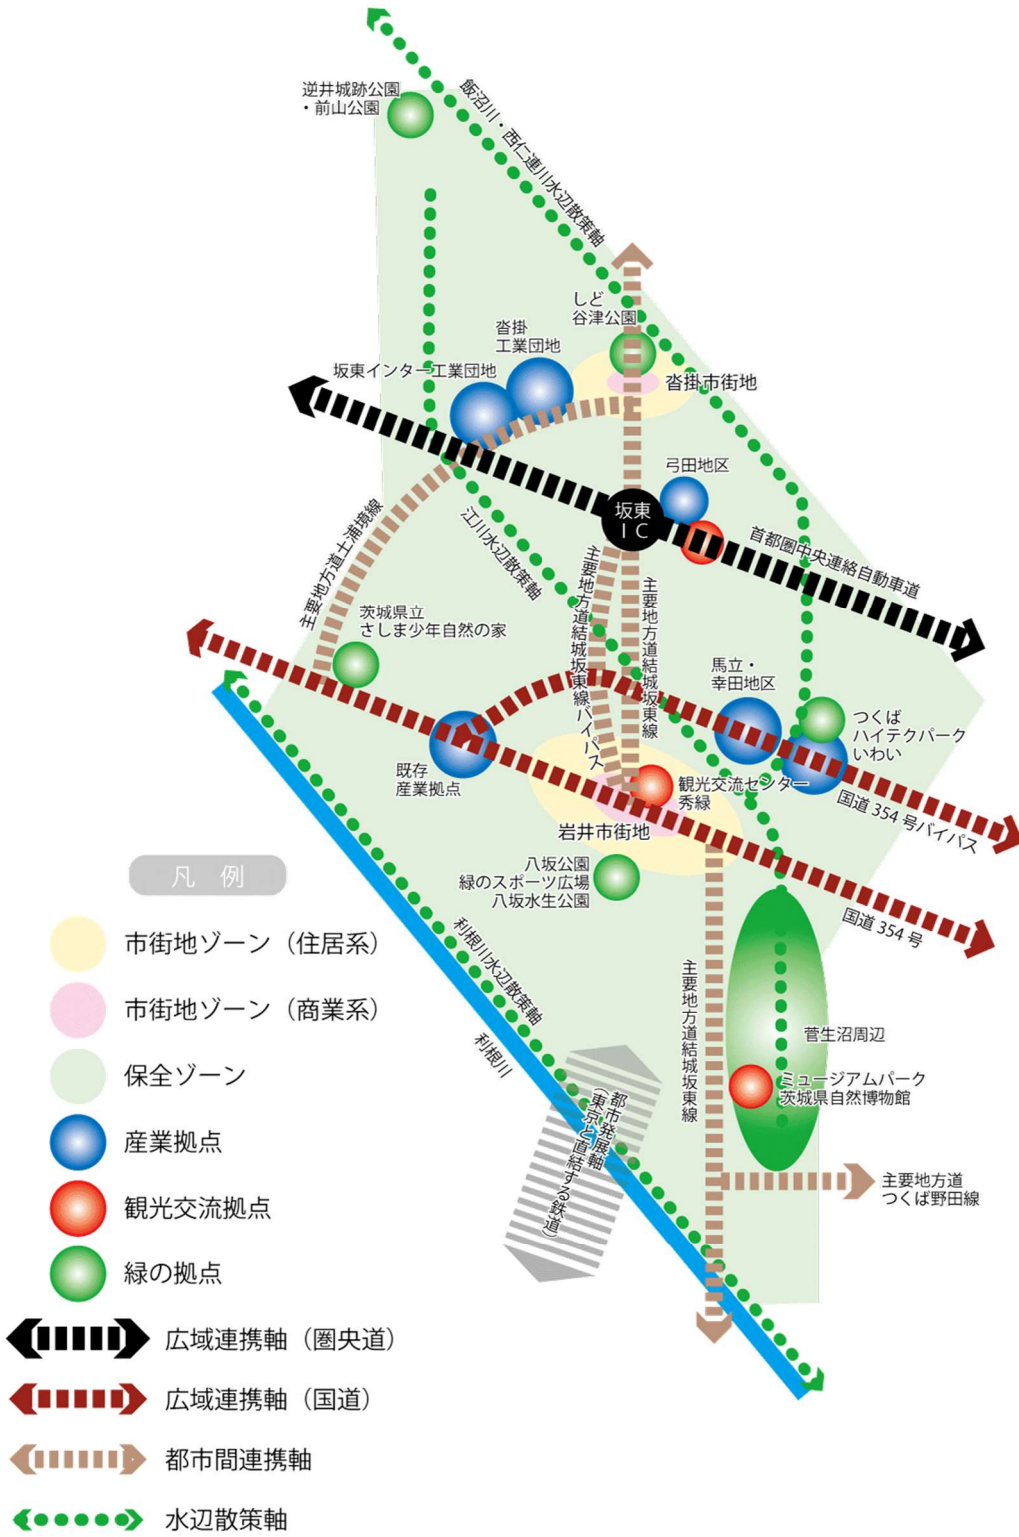 逆井城跡公園
・前山公園
飯沼川・西仁連川水辺散策軸
しど
谷津公園
沓掛
工業団地
坂東インター工業団地
沓掛市街地
弓田地区
坂東
IC
首都圏中央連絡自動車道
主要地方道土浦境線
江川水辺散策軸
主要地方道結城坂東線バイパス
主要地方道結城坂東線
茨城県立
さしま少年自然の家
馬立・
幸田地区
つくば
ハイテクパーク
いわい
既存
産業拠点
観光交流センター
秀緑
国道354号バイパス
岩井市街地
八坂公園
緑のスポーツ広場
八坂水生公園
国道354号
利根川水辺散策軸
利根川
主要地方道結城坂東線
菅生沼周辺
ミュージアムパーク
茨城県自然博物館
都市発展軸
（東京と直結する鉄道）
主要地方道
つくば野田線
凡 例
市街地ゾーン（住居系）
市街地ゾーン（商業系）
保全ゾーン
産業拠点
観光交流拠点
緑の拠点
広域連携軸（圏央道）
広域連携軸（国道）
都市間連携軸
水辺散策軸